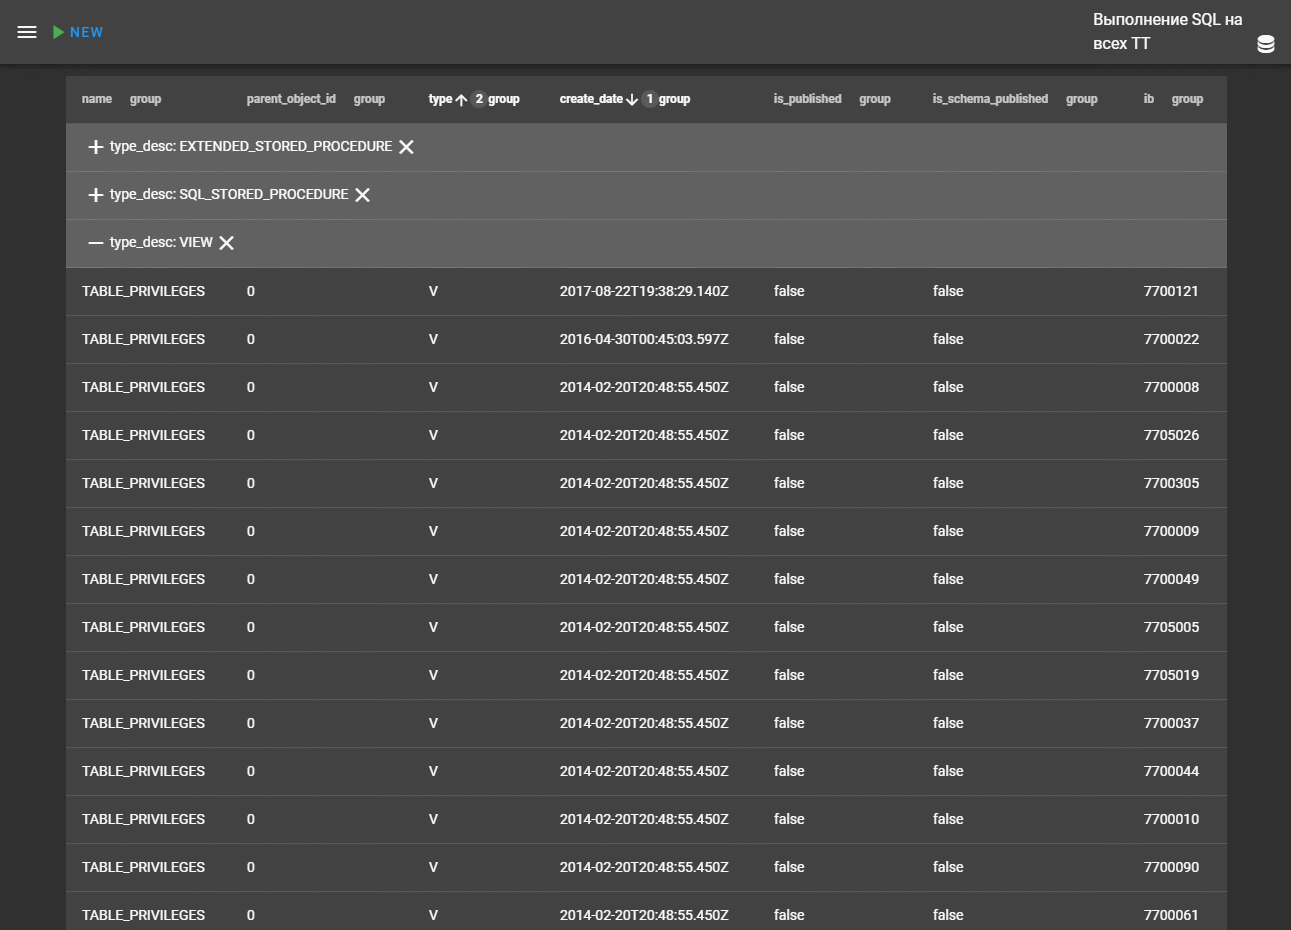 NEW
Выполнение SQL на
всех ТТ
name group parent_object_id group type 2 group create_date 1 group is_published group is_schema_published group ib group
type_desc: EXTENDED_STORED_PROCEDURE
type_desc: SQL_STORED_PROCEDURE
type_desc: VIEW
TABLE_PRIVILEGES 0 V 2017-08-22T19:38:29.140Z false false 7700121
TABLE_PRIVILEGES 0 V 2016-04-30T00:45:03.597Z false false 7700022
TABLE_PRIVILEGES 0 V 2014-02-20T20:48:55.450Z false false 7700008
TABLE_PRIVILEGES 0 V 2014-02-20T20:48:55.450Z false false 7705026
TABLE_PRIVILEGES 0 V 2014-02-20T20:48:55.450Z false false 7700305
TABLE_PRIVILEGES 0 V 2014-02-20T20:48:55.450Z false false 7700009
TABLE_PRIVILEGES 0 V 2014-02-20T20:48:55.450Z false false 7700049
TABLE_PRIVILEGES 0 V 2014-02-20T20:48:55.450Z false false 7705005
TABLE_PRIVILEGES 0 V 2014-02-20T20:48:55.450Z false false 7705019
TABLE_PRIVILEGES 0 V 2014-02-20T20:48:55.450Z false false 7700037
TABLE_PRIVILEGES 0 V 2014-02-20T20:48:55.450Z false false 7700044
TABLE_PRIVILEGES 0 V 2014-02-20T20:48:55.450Z false false 7700010
TABLE_PRIVILEGES 0 V 2014-02-20T20:48:55.450Z false false 7700090
TABLE_PRIVILEGES 0 V 2014-02-20T20:48:55.450Z false false 7700061